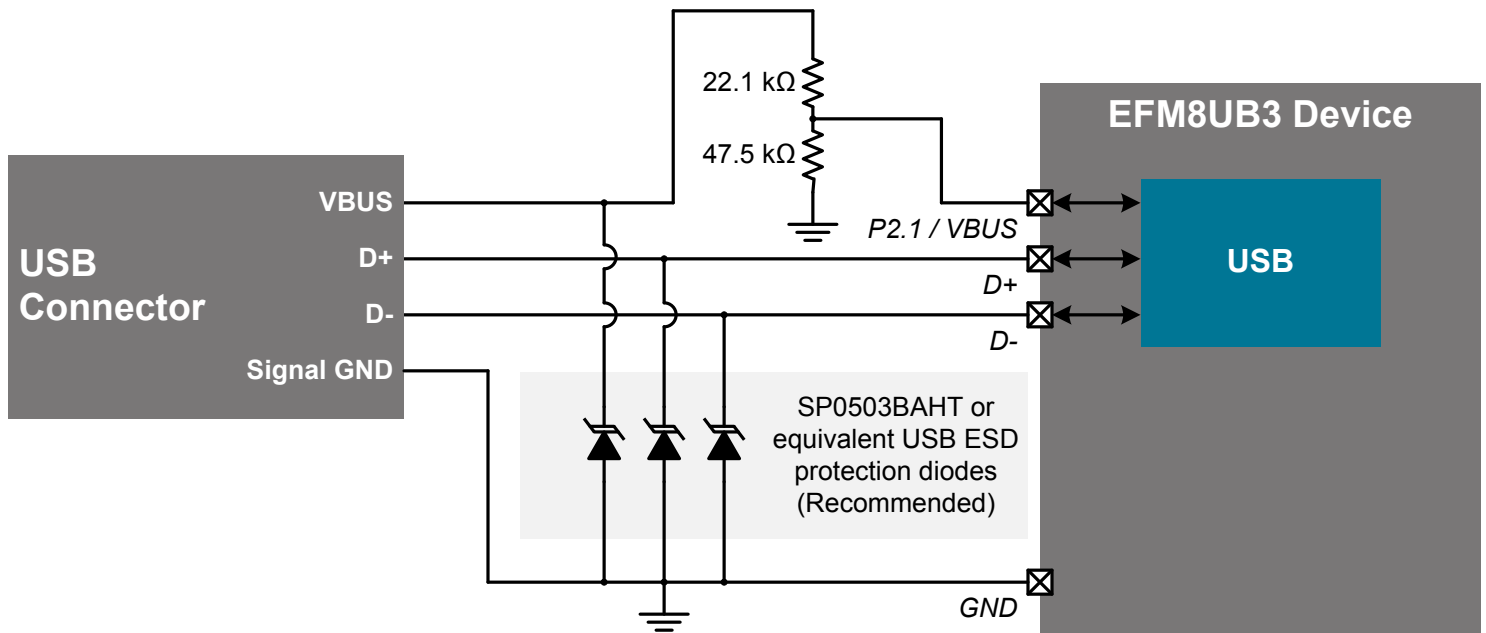 22.1 kΩ
47.5 kΩ
EFM8UB3 Device
USB
Connector
VBUS
D+
D-
Signal GND
P2.1 / VBUS
D+
D-
USB
SP0503BAHT or
equivalent USB ESD
protection diodes
(Recommended)
GND